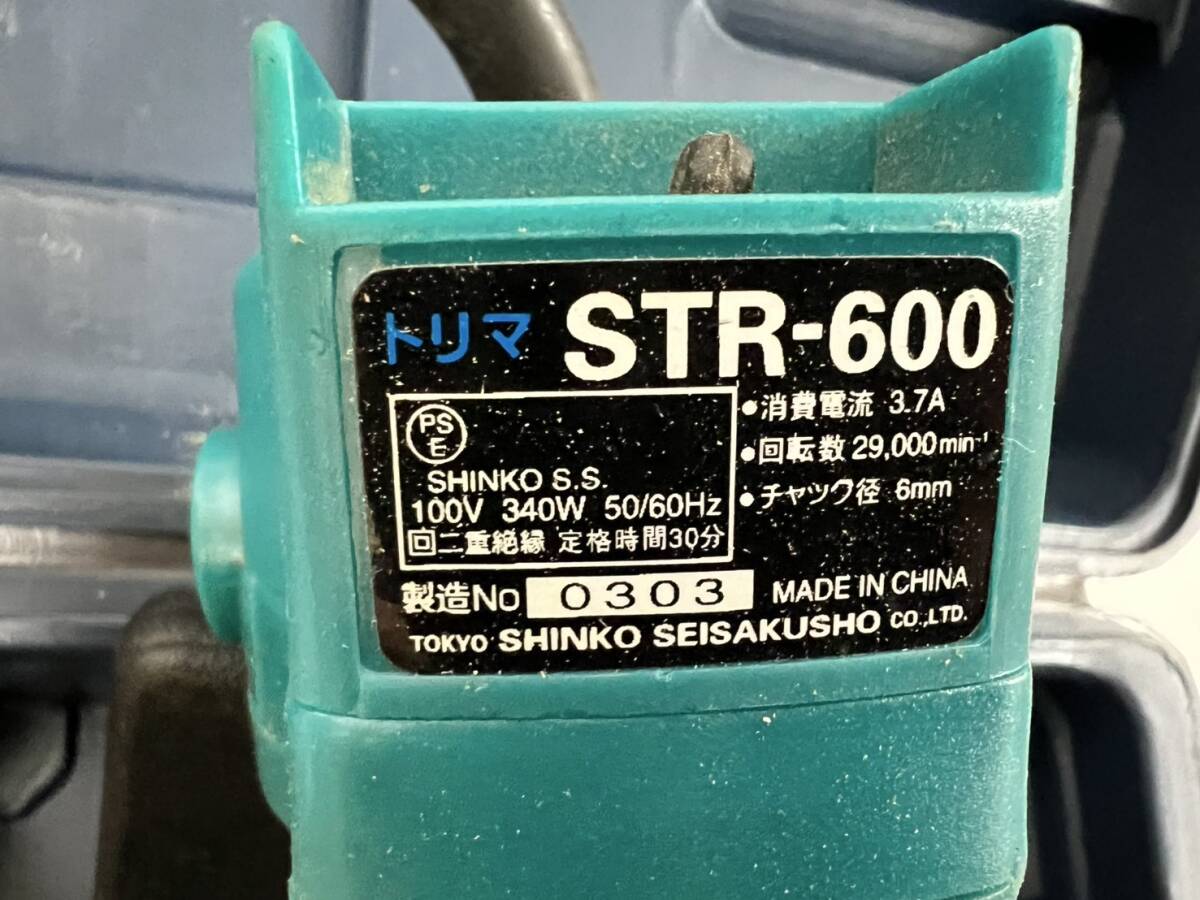 トリマ STR-600
PS
E
SHINKO S.S.
100V 340W 50/60Hz
回二重絶縁 定格時間30分
●消費電流 3.7A
●回転数 29,000min⁻¹
●チャック径 6mm
製造No 0303 MADE IN CHINA
TOKYO SHINKO SEISAKUSHO CO.,LTD.